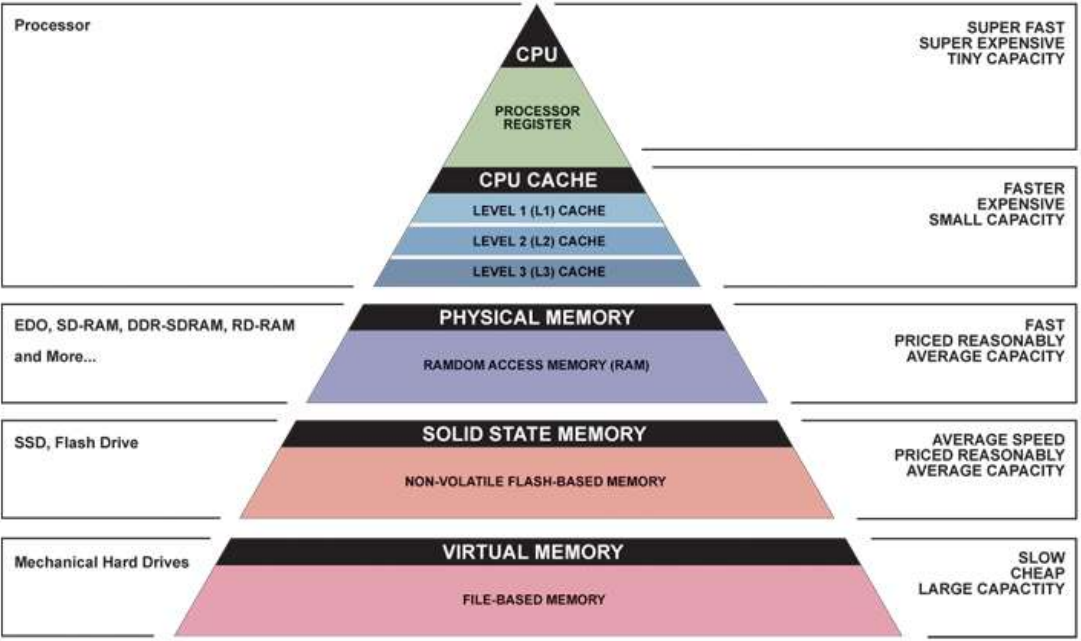 Processor
CPU
SUPER FAST
SUPER EXPENSIVE
TINY CAPACITY
PROCESSOR
REGISTER
CPU CACHE
LEVEL 1 (L1) CACHE
LEVEL 2 (L2) CACHE
LEVEL 3 (L3) CACHE
FASTER
EXPENSIVE
SMALL CAPACITY
EDO, SD-RAM, DDR-SDRAM, RD-RAM
and More...
PHYSICAL MEMORY
RAMDOM ACCESS MEMORY (RAM)
FAST
PRICED REASONABLY
AVERAGE CAPACITY
SSD, Flash Drive
SOLID STATE MEMORY
NON-VOLATILE FLASH-BASED MEMORY
AVERAGE SPEED
PRICED REASONABLY
AVERAGE CAPACITY
Mechanical Hard Drives
VIRTUAL MEMORY
FILE-BASED MEMORY
SLOW
CHEAP
LARGE CAPACTITY